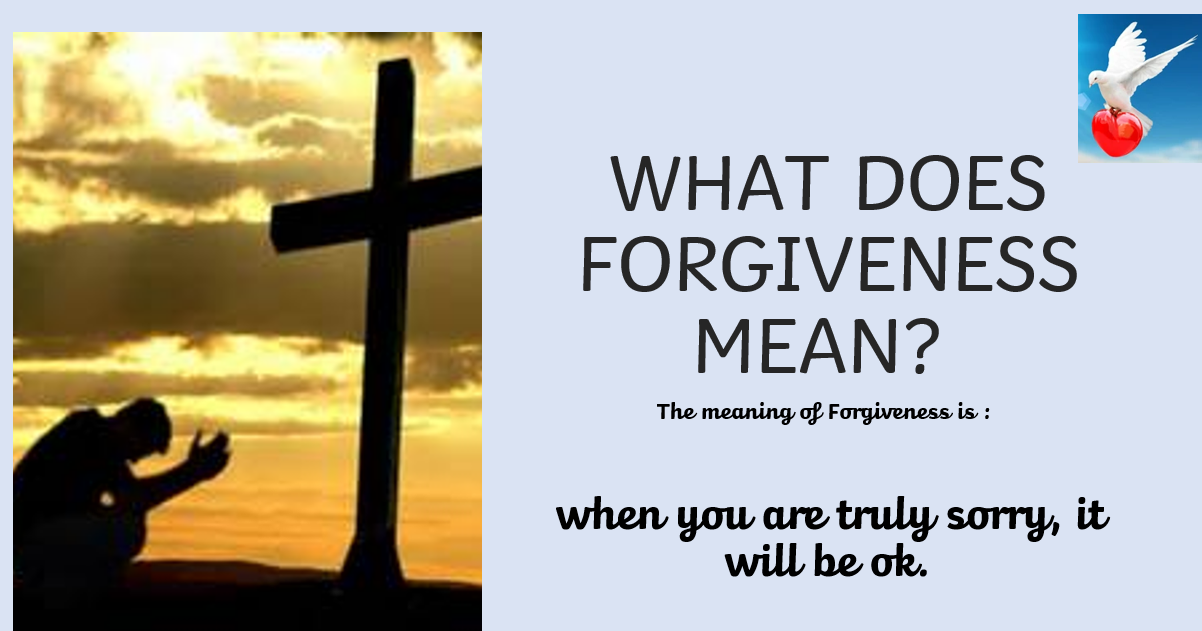 WHAT DOES
FORGIVENESS
MEAN?
The meaning of Forgiveness is :
when you are truly sorry, it
will be ok.